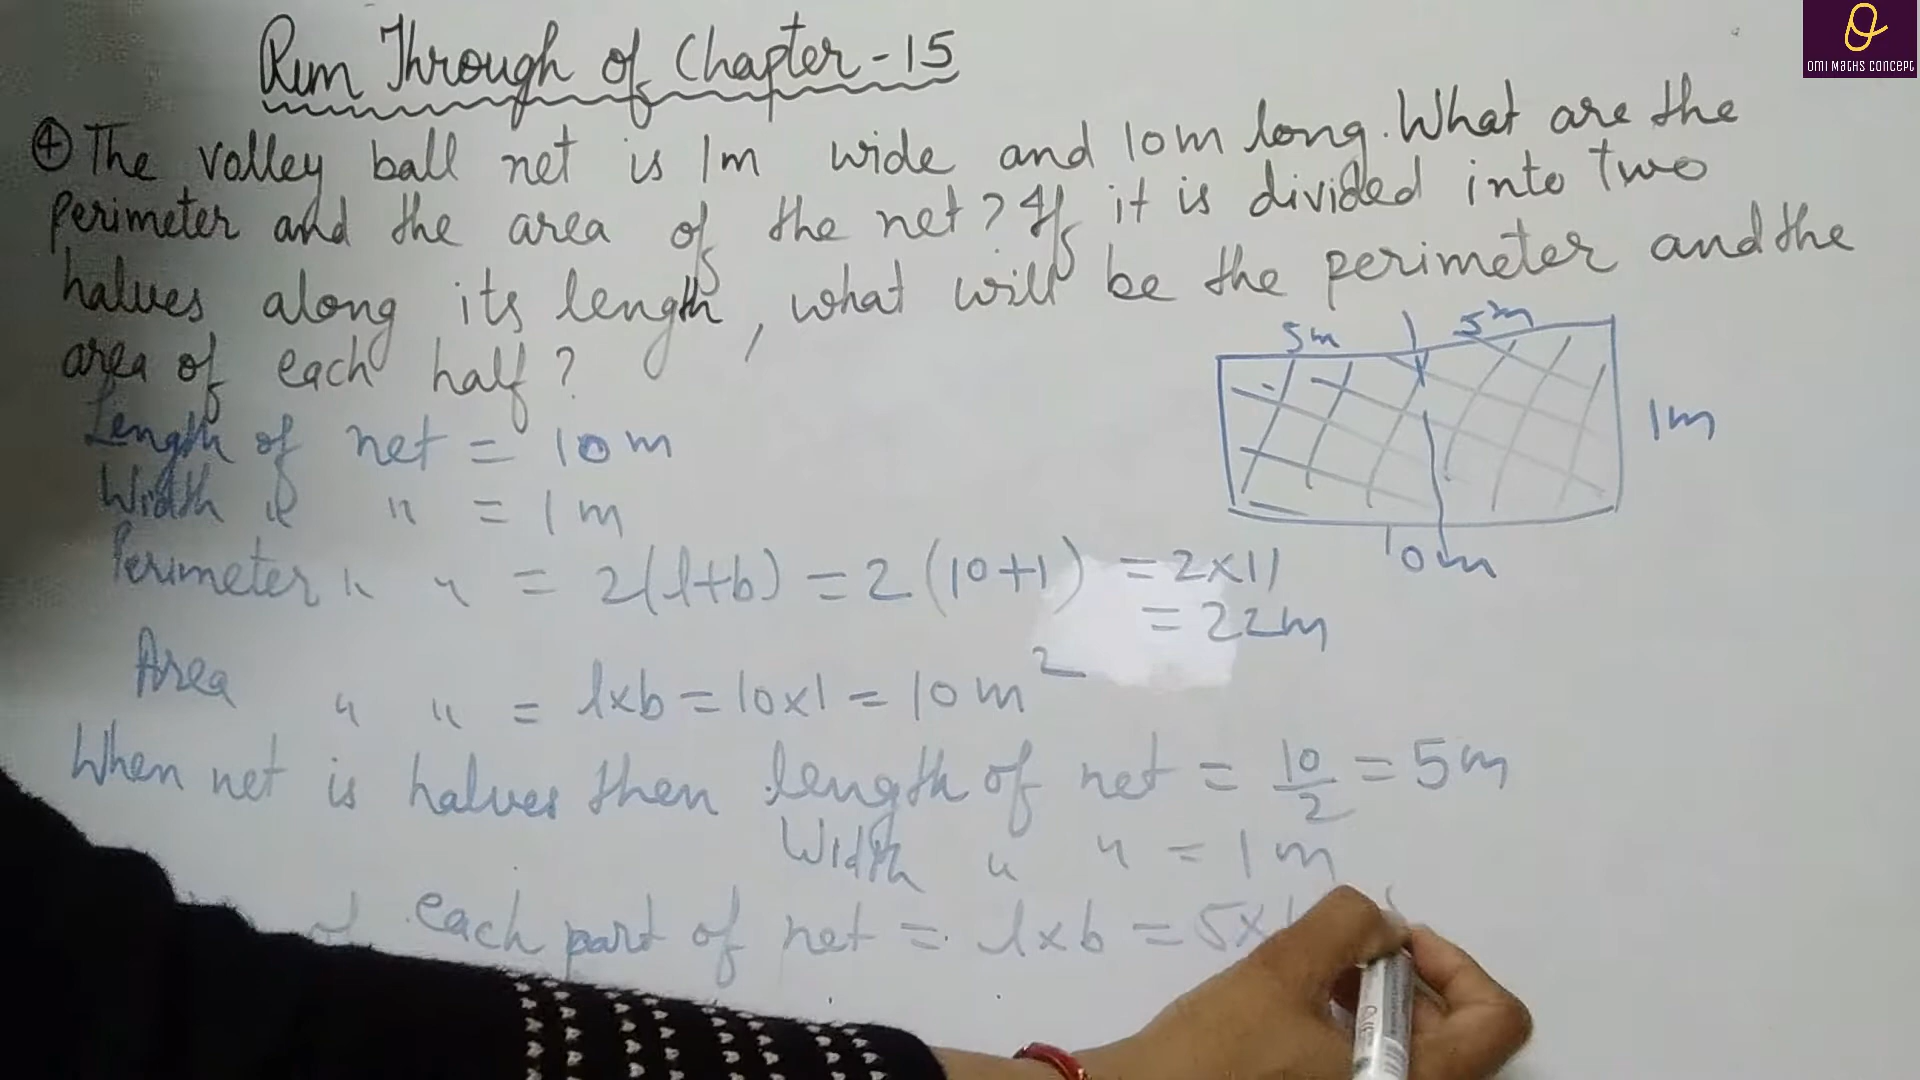 Run Through of Chapter-15
④ The volley ball net is 1m wide and 10m long. What are the
perimeter and the area of the net? If it is divided into two
halves along its length, what will be the perimeter and the
area of each half?
5m 5m
1m
10m
Length of net = 10m
Width " = 1m
Perimeter " " = 2(l+b) = 2(10+1) = 2×11
= 22m
Area " " = l×b = 10×1 = 10m²
When net is halves then length of net = 10/2 = 5m
Width " " = 1m
each part of net = l×b = 5×
OMI MATHS CONCEPT